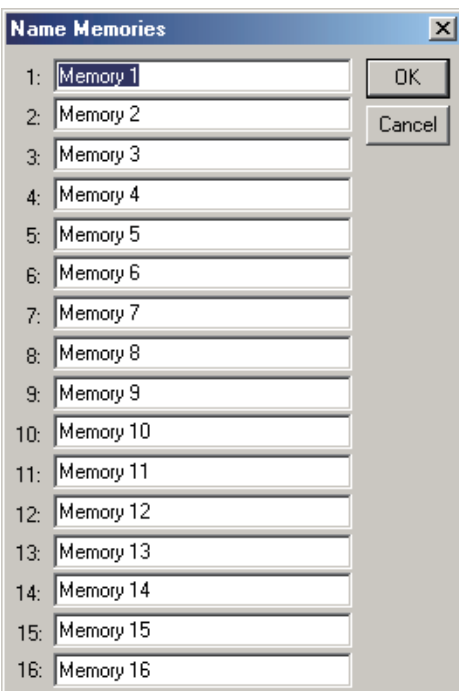 Name Memories
1: Memory 1 OK
2: Memory 2 Cancel
3: Memory 3
4: Memory 4
5: Memory 5
6: Memory 6
7: Memory 7
8: Memory 8
9: Memory 9
10: Memory 10
11: Memory 11
12: Memory 12
13: Memory 13
14: Memory 14
15: Memory 15
16: Memory 16